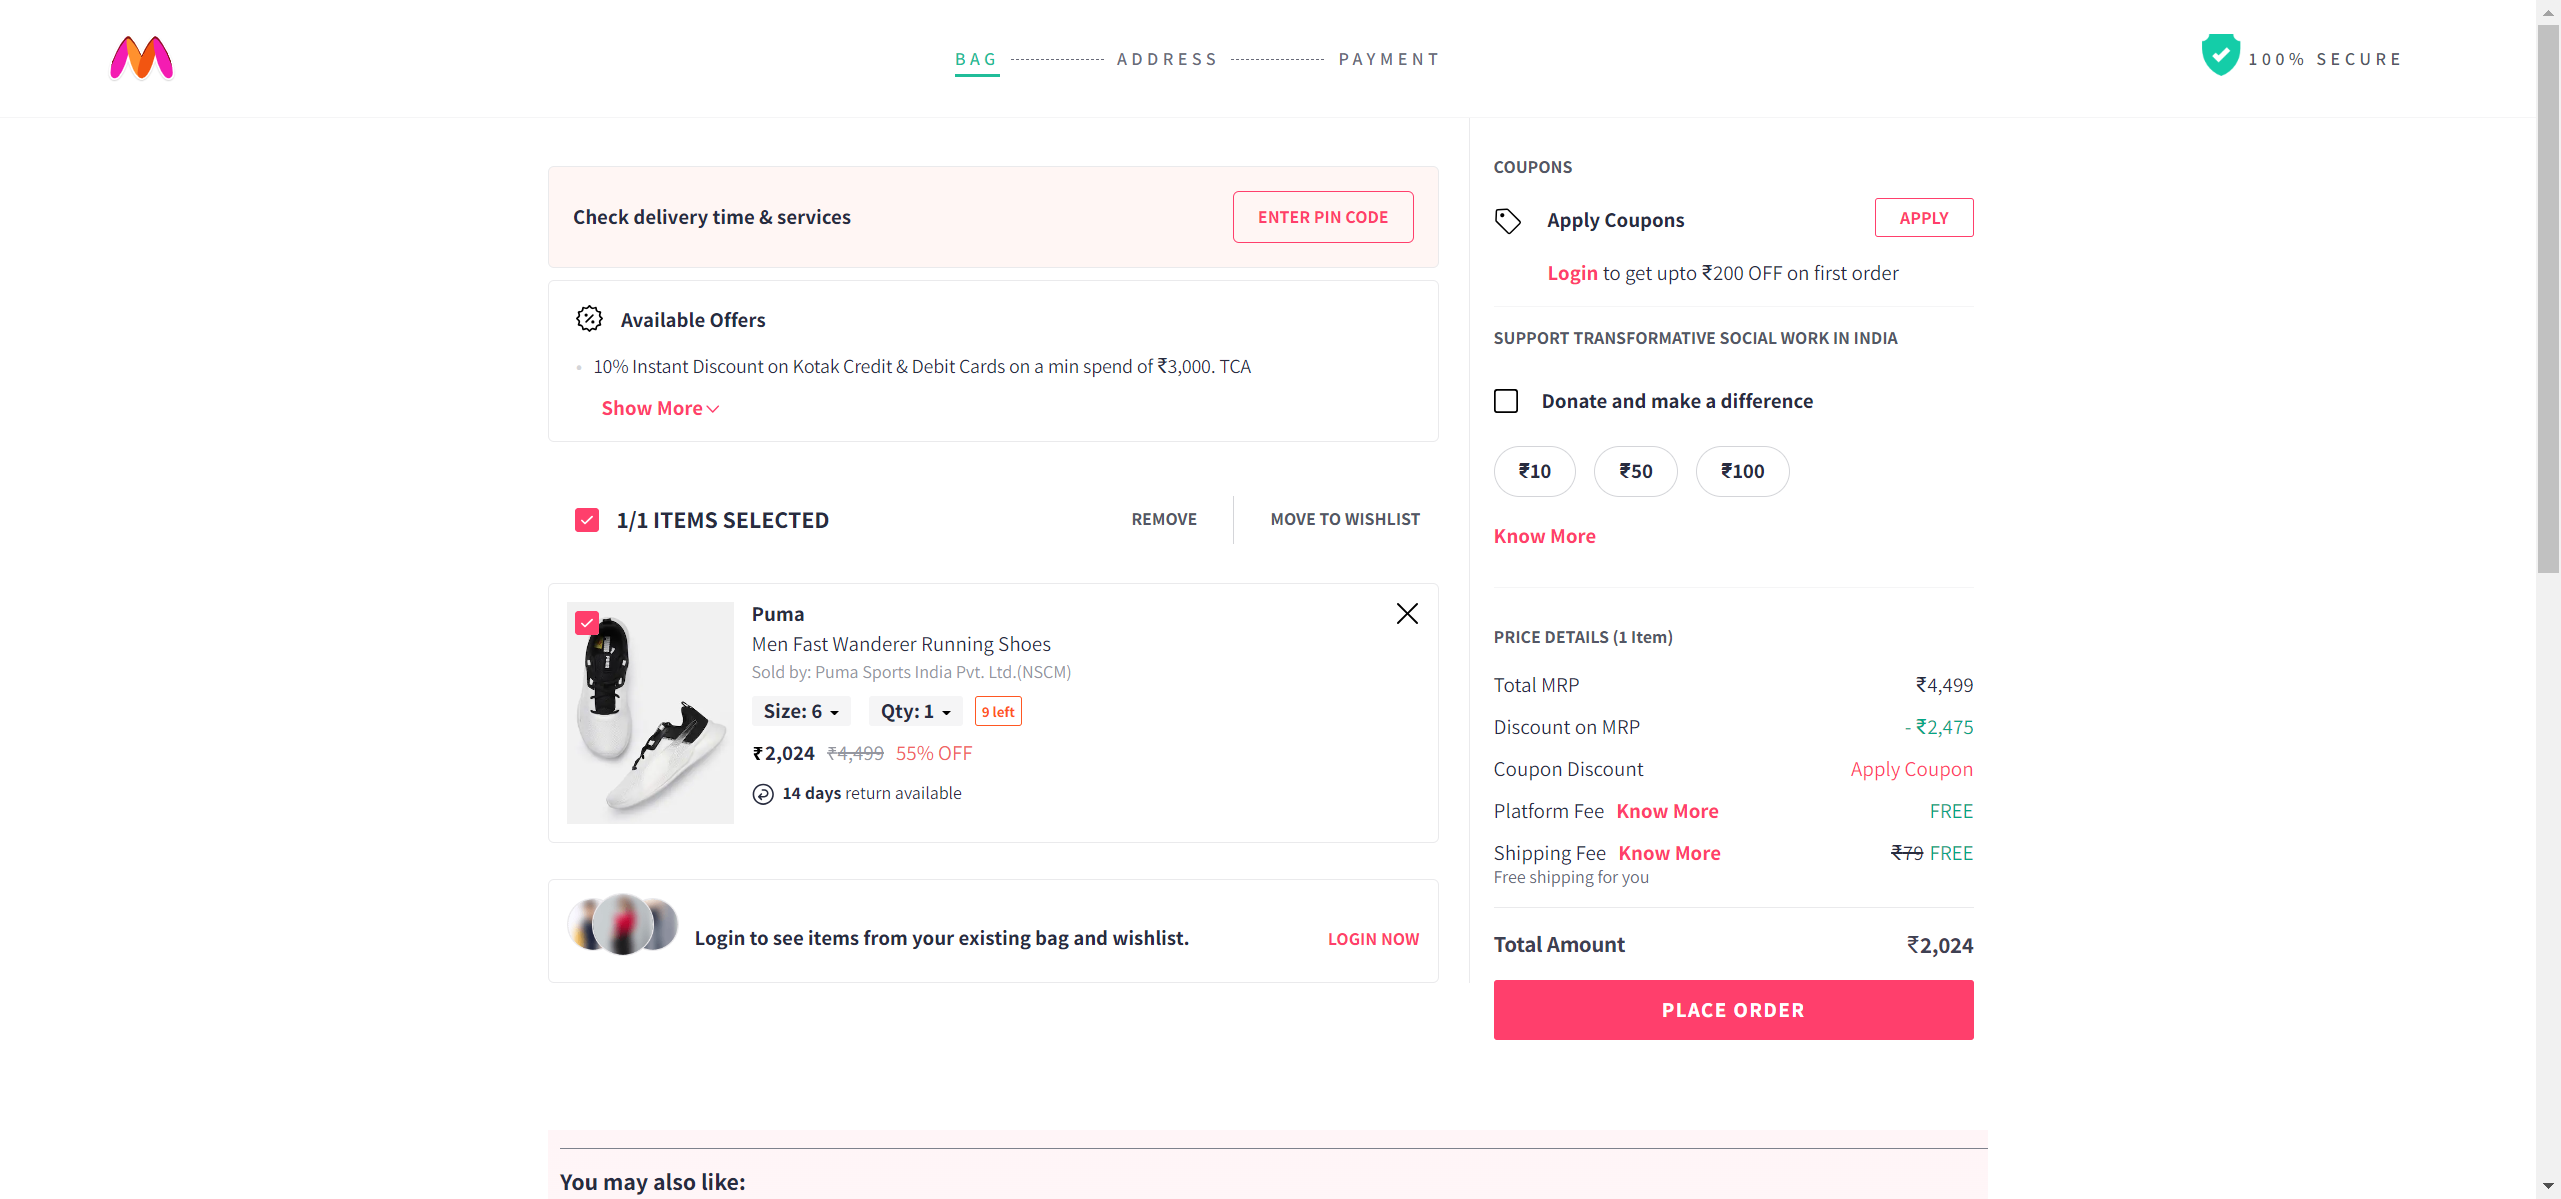 BAG ADDRESS PAYMENT
100% SECURE
Check delivery time & services
ENTER PIN CODE
Available Offers
10% Instant Discount on Kotak Credit & Debit Cards on a min spend of ₹3,000. TCA
Show More
1/1 ITEMS SELECTED
REMOVE
MOVE TO WISHLIST
Puma
Men Fast Wanderer Running Shoes
Sold by: Puma Sports India Pvt. Ltd.(NSCM)
Size: 6 Qty: 1 9 left
₹2,024 ₹4,499 55% OFF
14 days return available
Login to see items from your existing bag and wishlist.
LOGIN NOW
COUPONS
Apply Coupons
APPLY
Login to get upto ₹200 OFF on first order
SUPPORT TRANSFORMATIVE SOCIAL WORK IN INDIA
Donate and make a difference
₹10 ₹50 ₹100
Know More
PRICE DETAILS (1 Item)
Total MRP ₹4,499
Discount on MRP - ₹2,475
Coupon Discount Apply Coupon
Platform Fee Know More FREE
Shipping Fee Know More ₹79 FREE
Free shipping for you
Total Amount ₹2,024
PLACE ORDER
You may also like: